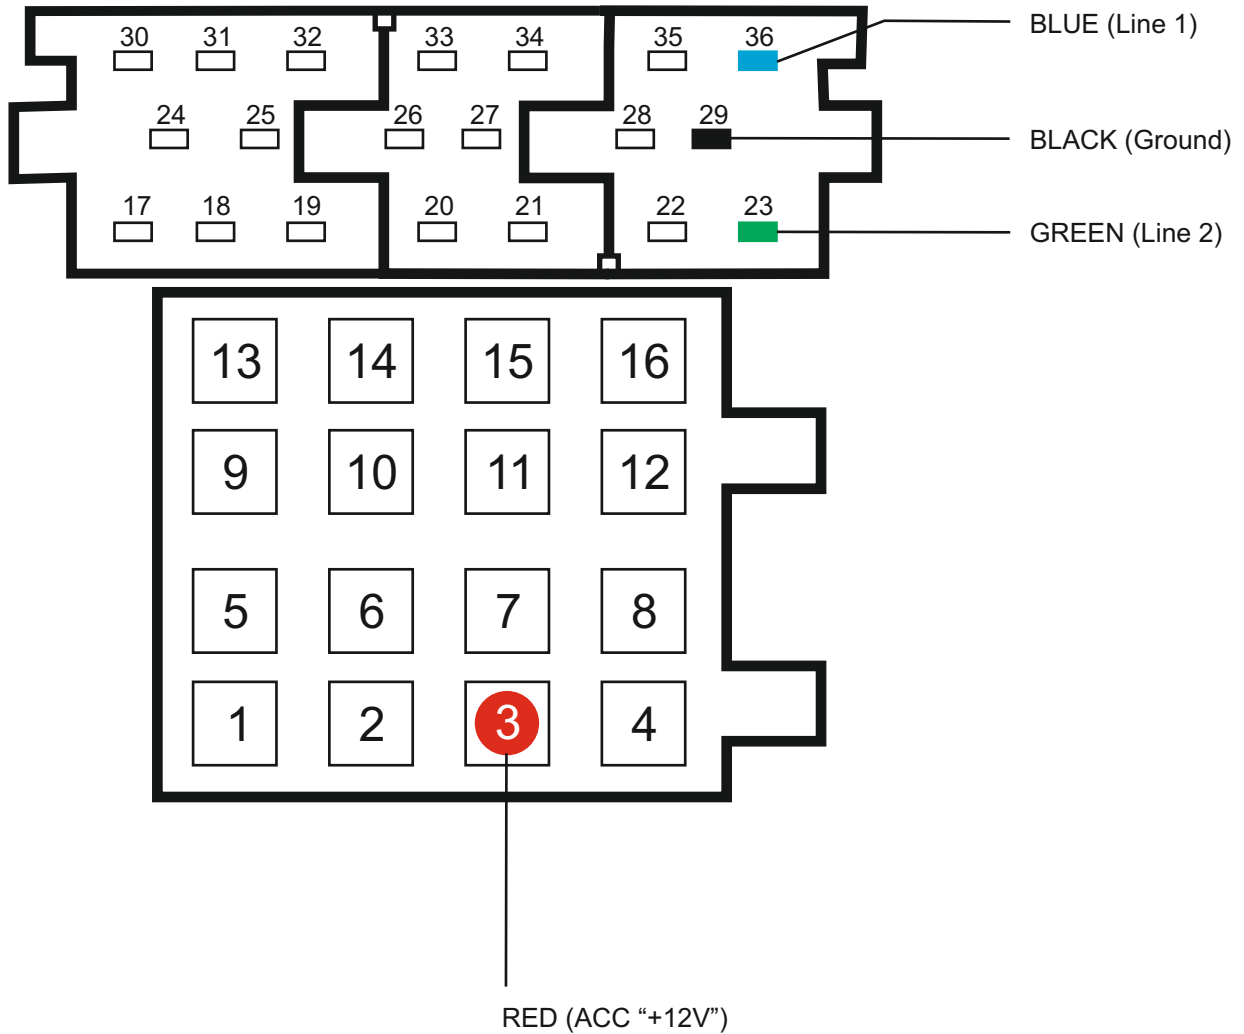 BLUE (Line 1)
30 31 32 33 34 35 36
24 25 26 27 28 29
BLACK (Ground)
17 18 19 20 21 22 23
GREEN (Line 2)
13 14 15 16
9 10 11 12
5 6 7 8
1 2 3 4
RED (ACC “+12V”)